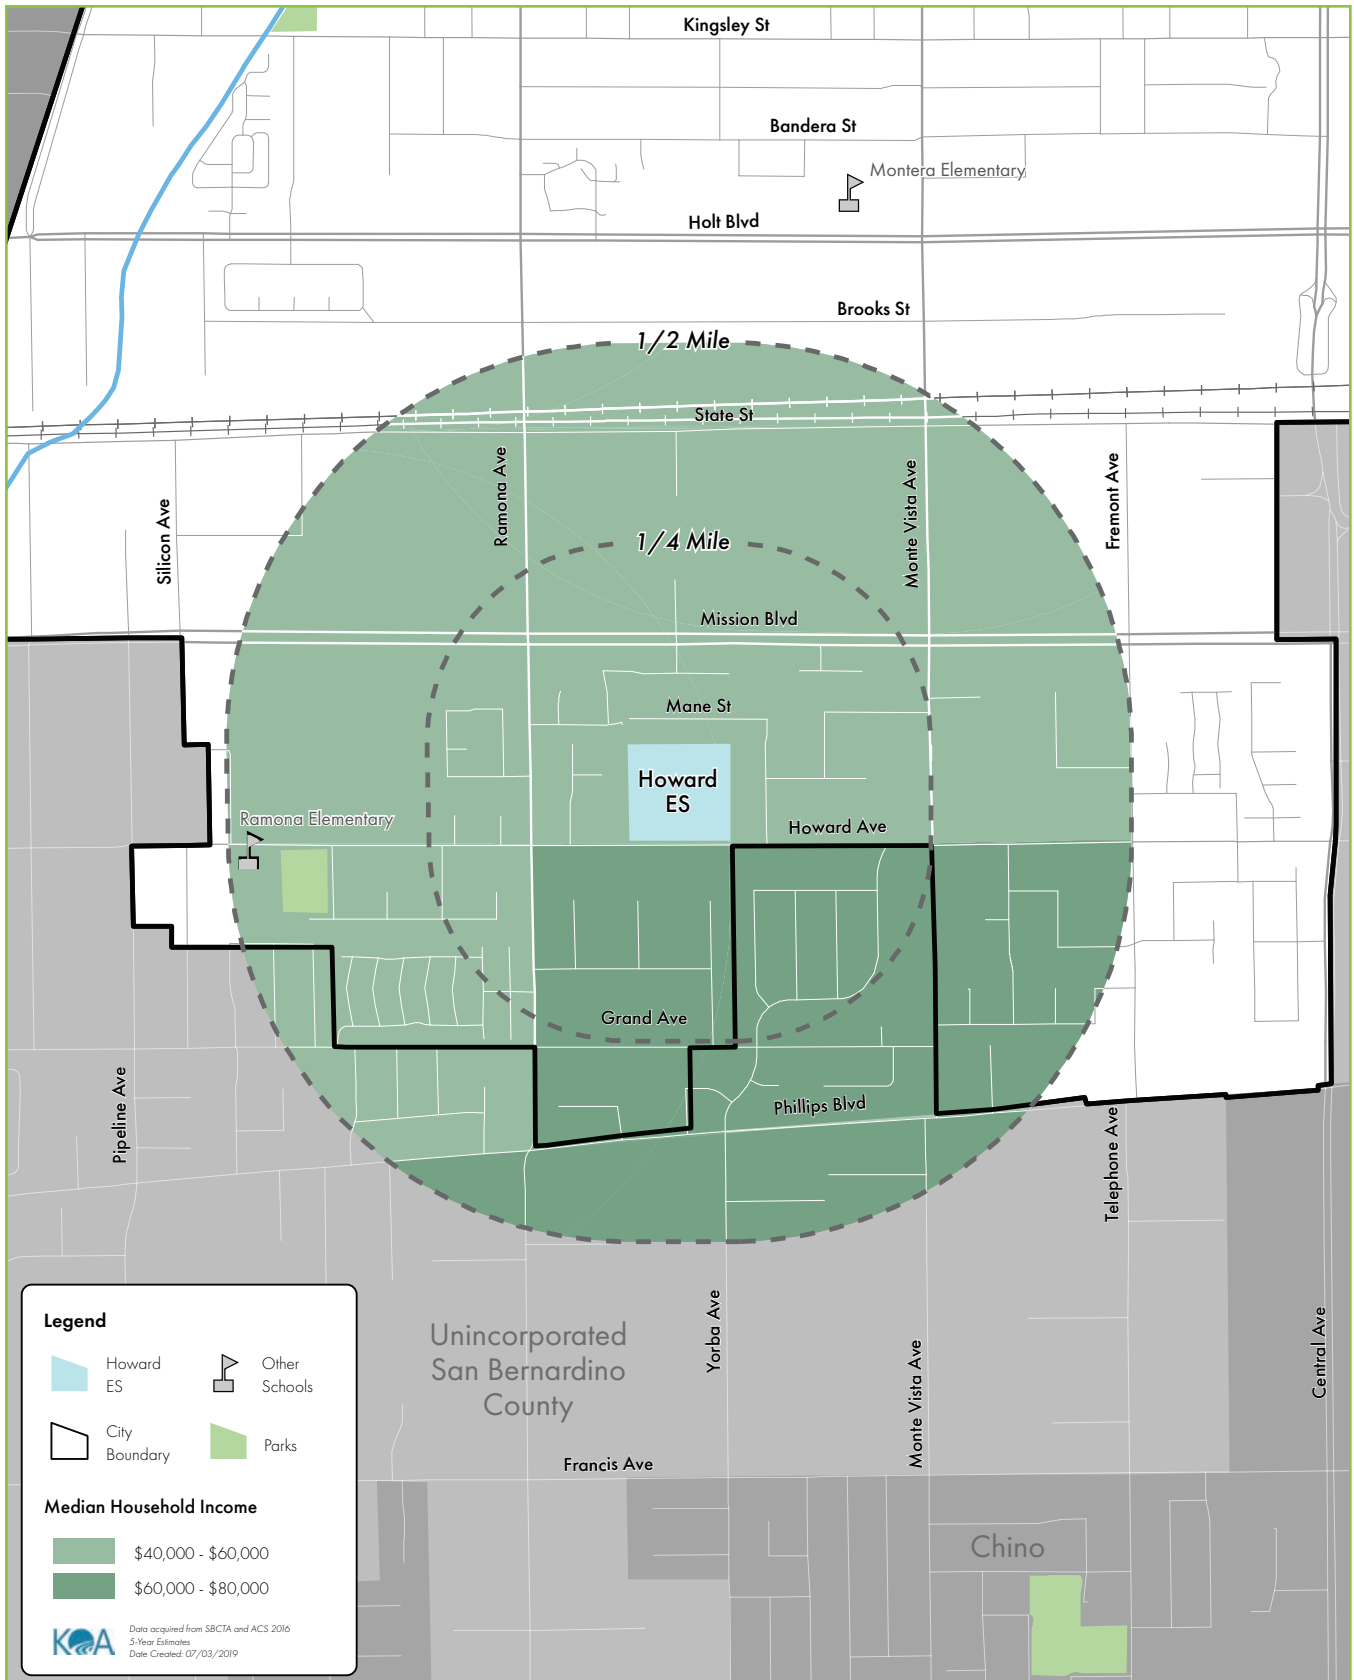 Kingsley St
Bandera St
Montera Elementary
Holt Blvd
Brooks St
1/2 Mile
State St
Ramona Ave
Monte Vista Ave
Fremont Ave
Silicon Ave
1/4 Mile
Mission Blvd
Mane St
Howard
ES
Howard Ave
Ramona Elementary
Grand Ave
Phillips Blvd
Pipeline Ave
Telephone Ave
Yorba Ave
Monte Vista Ave
Central Ave
Unincorporated
San Bernardino
County
Francis Ave
Chino
Legend
Howard
ES
Other
Schools
City
Boundary
Parks
Median Household Income
$40,000 - $60,000
$60,000 - $80,000
KOA
Data acquired from SBCTA and ACS 2016
5-Year Estimates
Date Created: 07/03/2019